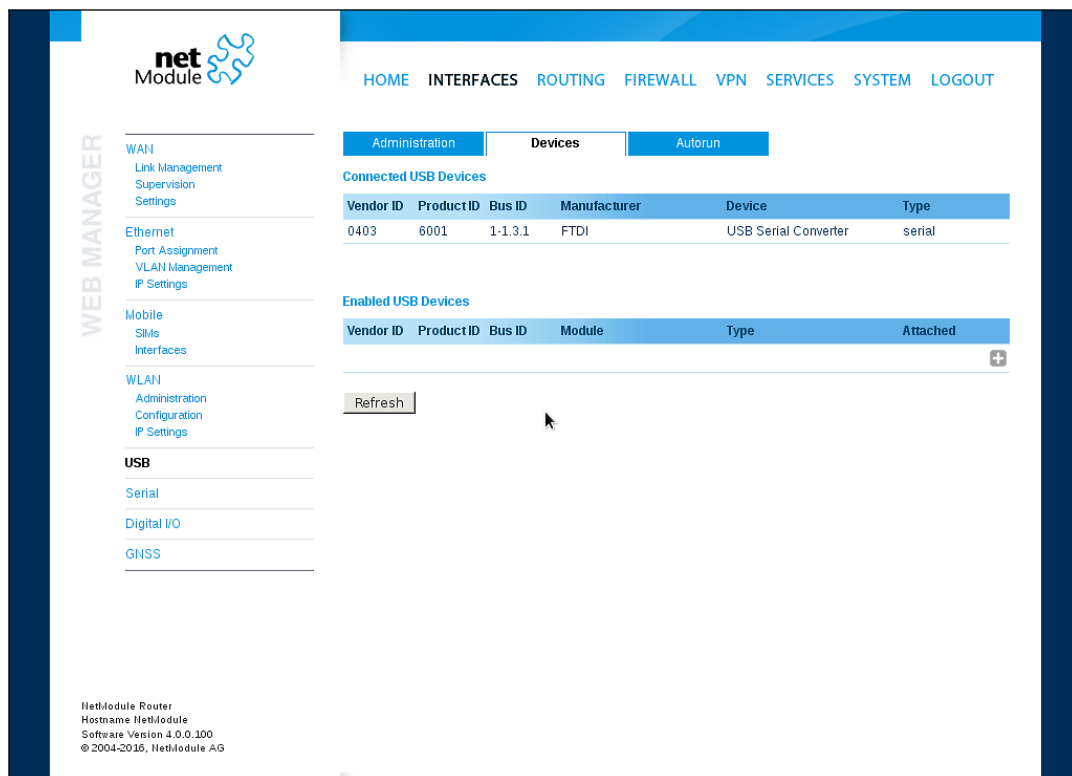 net
Module
HOME INTERFACES ROUTING FIREWALL VPN SERVICES SYSTEM LOGOUT
WEB MANAGER
WAN
Link Management
Supervision
Settings
Ethernet
Port Assignment
VLAN Management
IP Settings
Mobile
SIMs
Interfaces
WLAN
Administration
Configuration
IP Settings
USB
Serial
Digital I/O
GNSS
Administration Devices Autorun
Connected USB Devices
Vendor ID Product ID Bus ID Manufacturer Device Type
0403 6001 1-1.3.1 FTDI USB Serial Converter serial
Enabled USB Devices
Vendor ID Product ID Bus ID Module Type Attached
Refresh
NetModule Router
Hostname NetModule
Software Version 4.0.0.100
© 2004-2016, NetModule AG